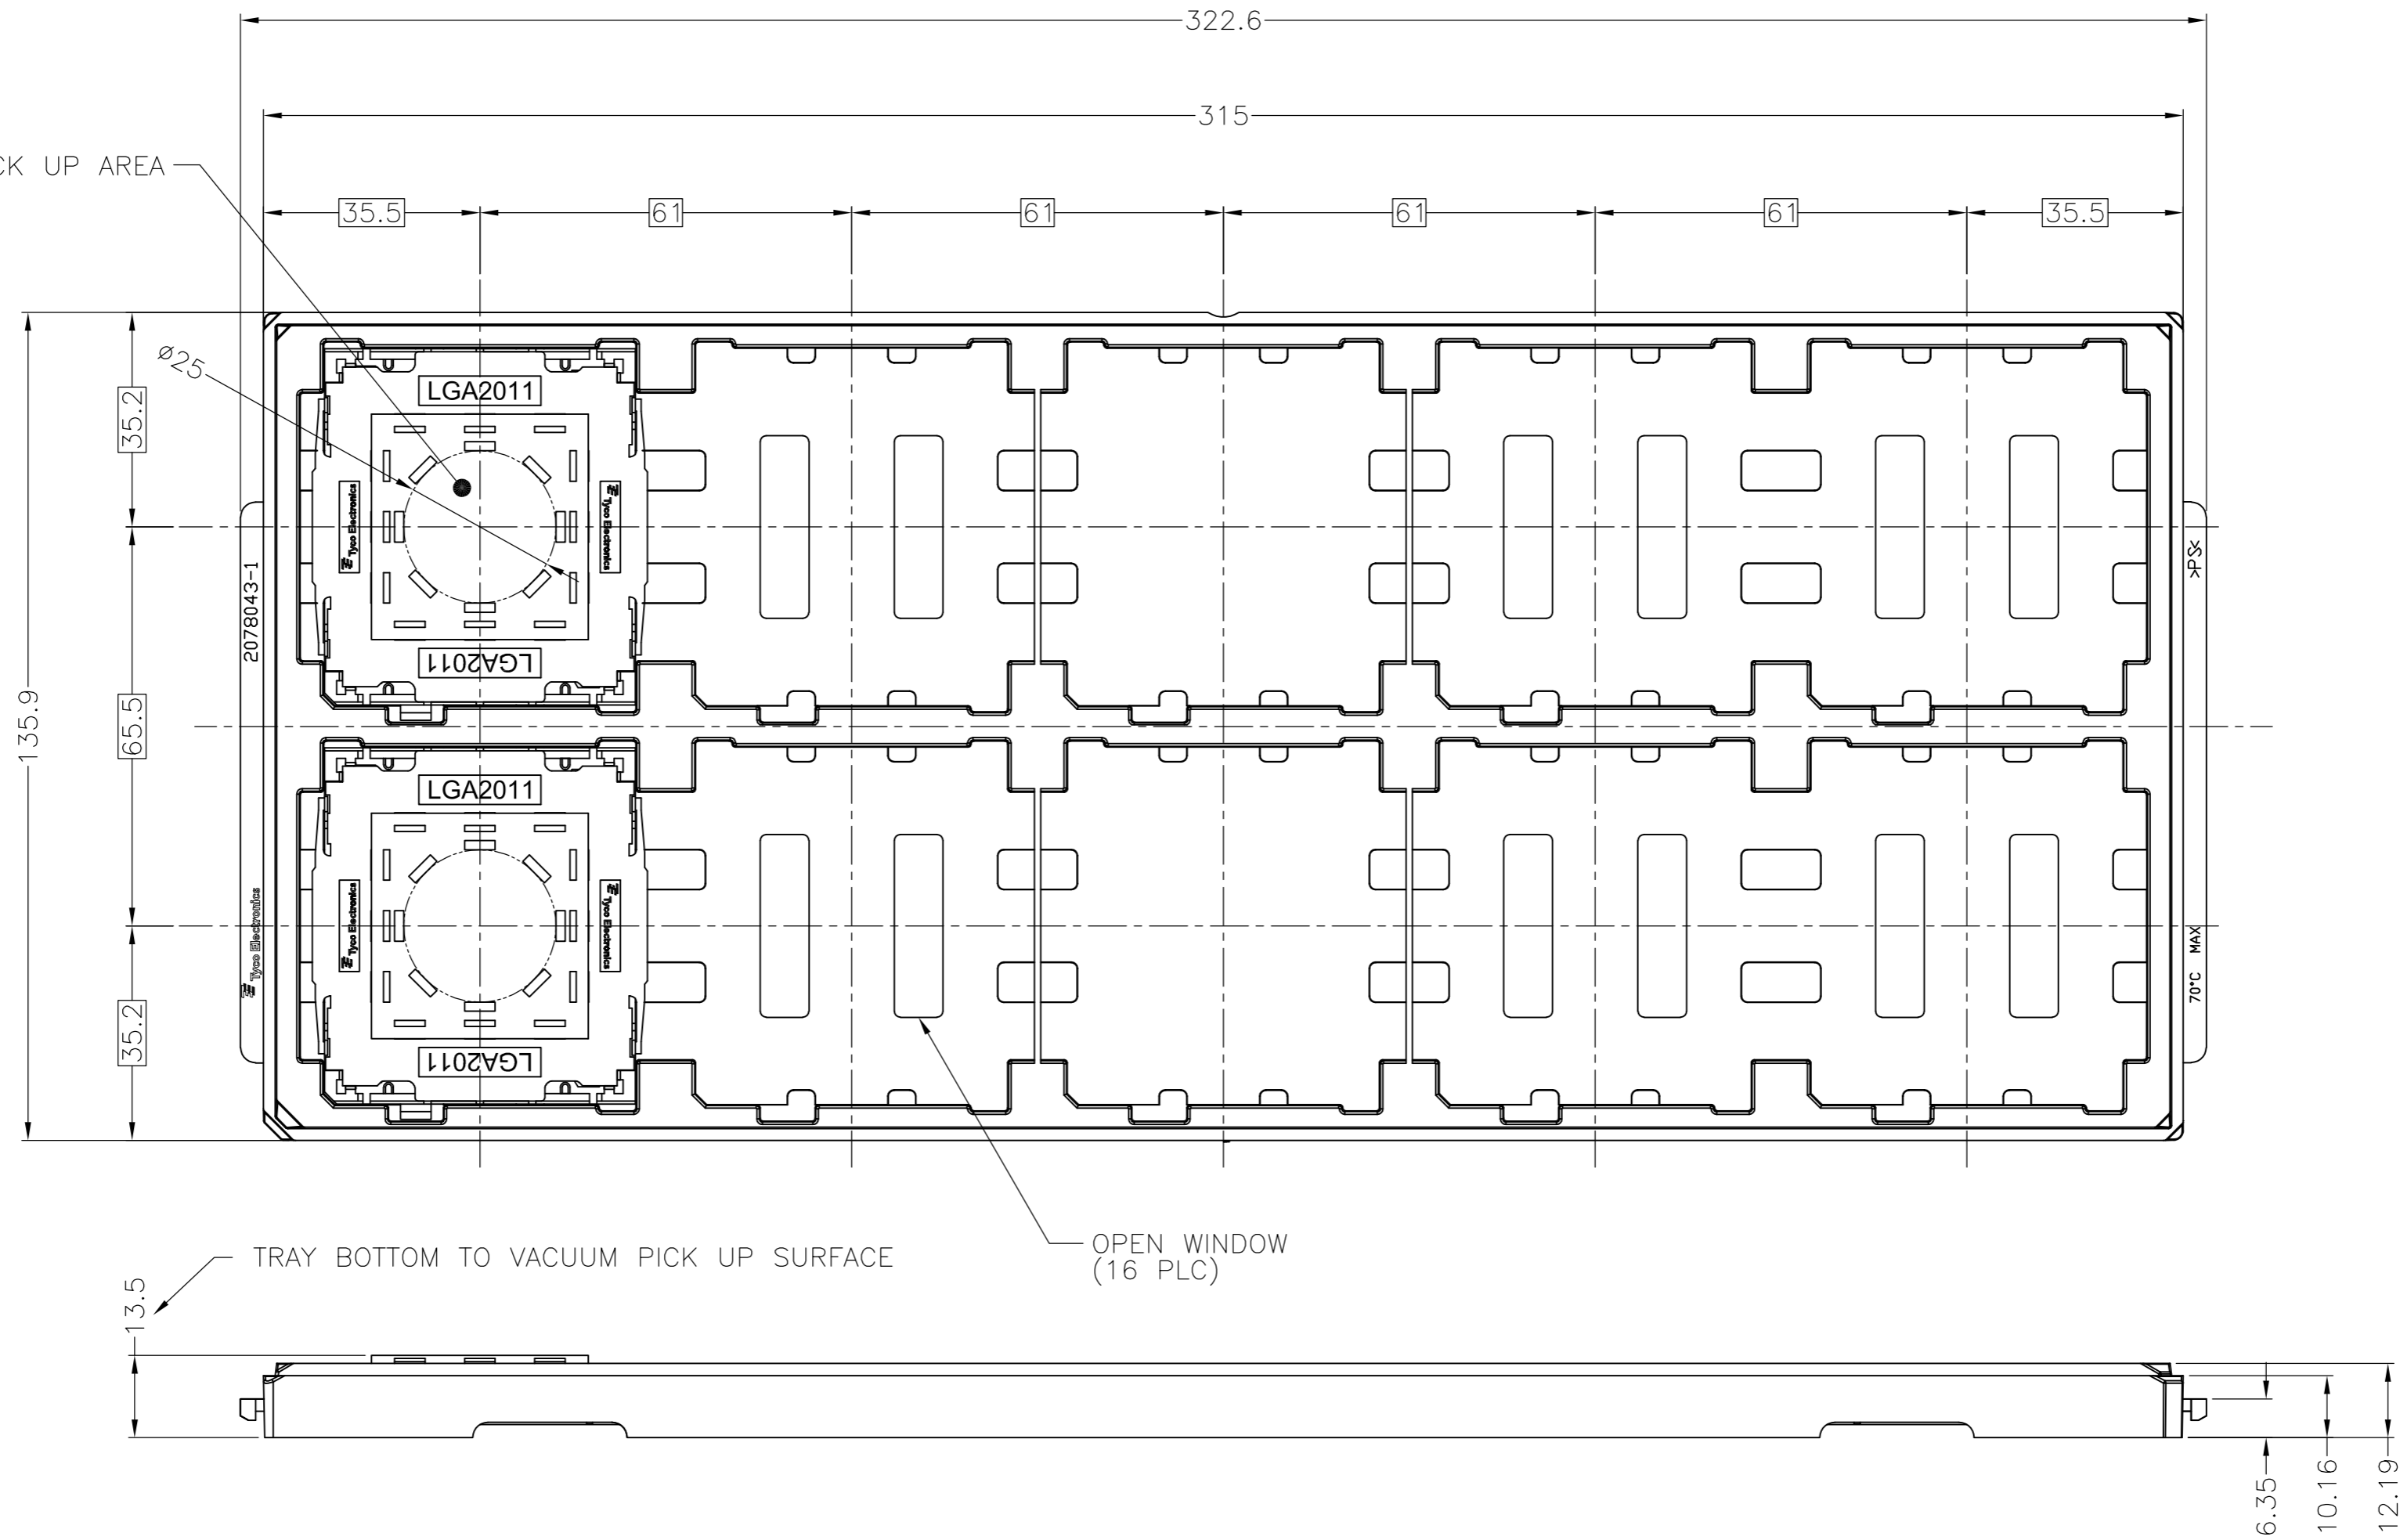 322.6
315
CK UP AREA
35.5
61
61
61
61
35.5
⌀25
35.2
65.5
35.2
135.9
LGA2011
Tyco Electronics
Tyco Electronics
LGA2011
LGA2011
Tyco Electronics
Tyco Electronics
LGA2011
2078043-1
Tyco Electronics
>PS<
70°C MAX
OPEN WINDOW
(16 PLC)
TRAY BOTTOM TO VACUUM PICK UP SURFACE
13.5
6.35
10.16
12.19